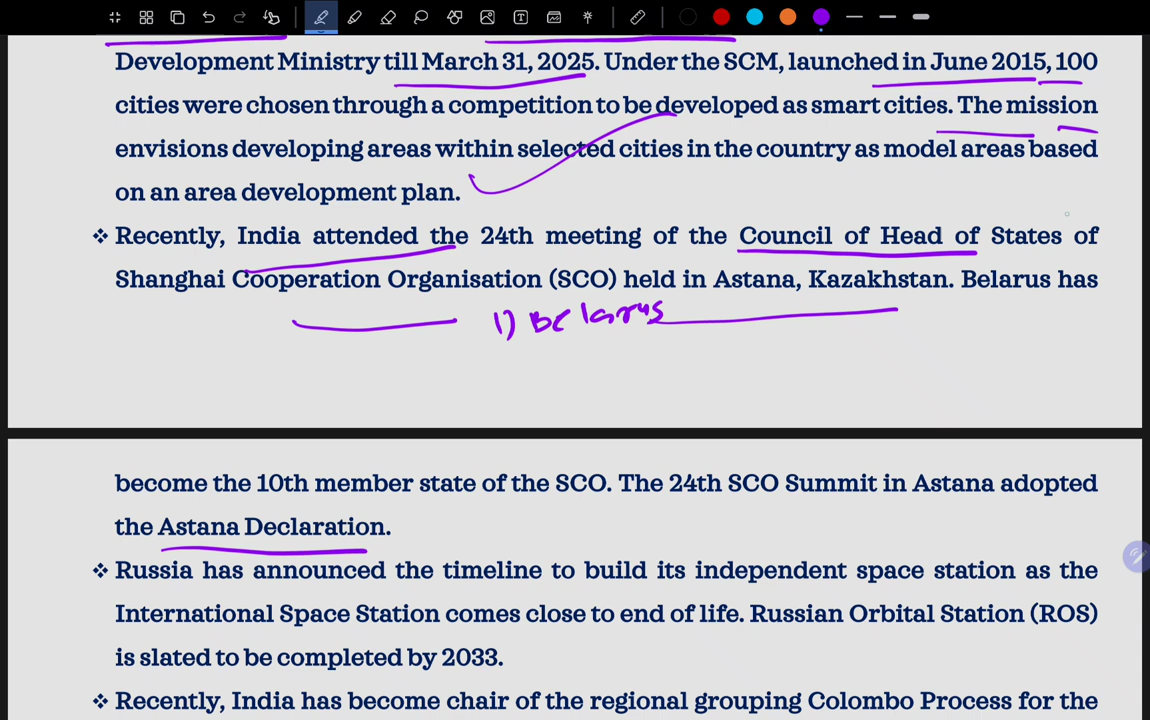 Development Ministry till March 31, 2025. Under the SCM, launched in June 2015, 100
cities were chosen through a competition to be developed as smart cities. The mission
envisions developing areas within selected cities in the country as model areas based
on an area development plan.
❖ Recently, India attended the 24th meeting of the Council of Head of States of
Shanghai Cooperation Organisation (SCO) held in Astana, Kazakhstan. Belarus has
1) Belarus
become the 10th member state of the SCO. The 24th SCO Summit in Astana adopted
the Astana Declaration.
❖ Russia has announced the timeline to build its independent space station as the
International Space Station comes close to end of life. Russian Orbital Station (ROS)
is slated to be completed by 2033.
❖ Recently, India has become chair of the regional grouping Colombo Process for the